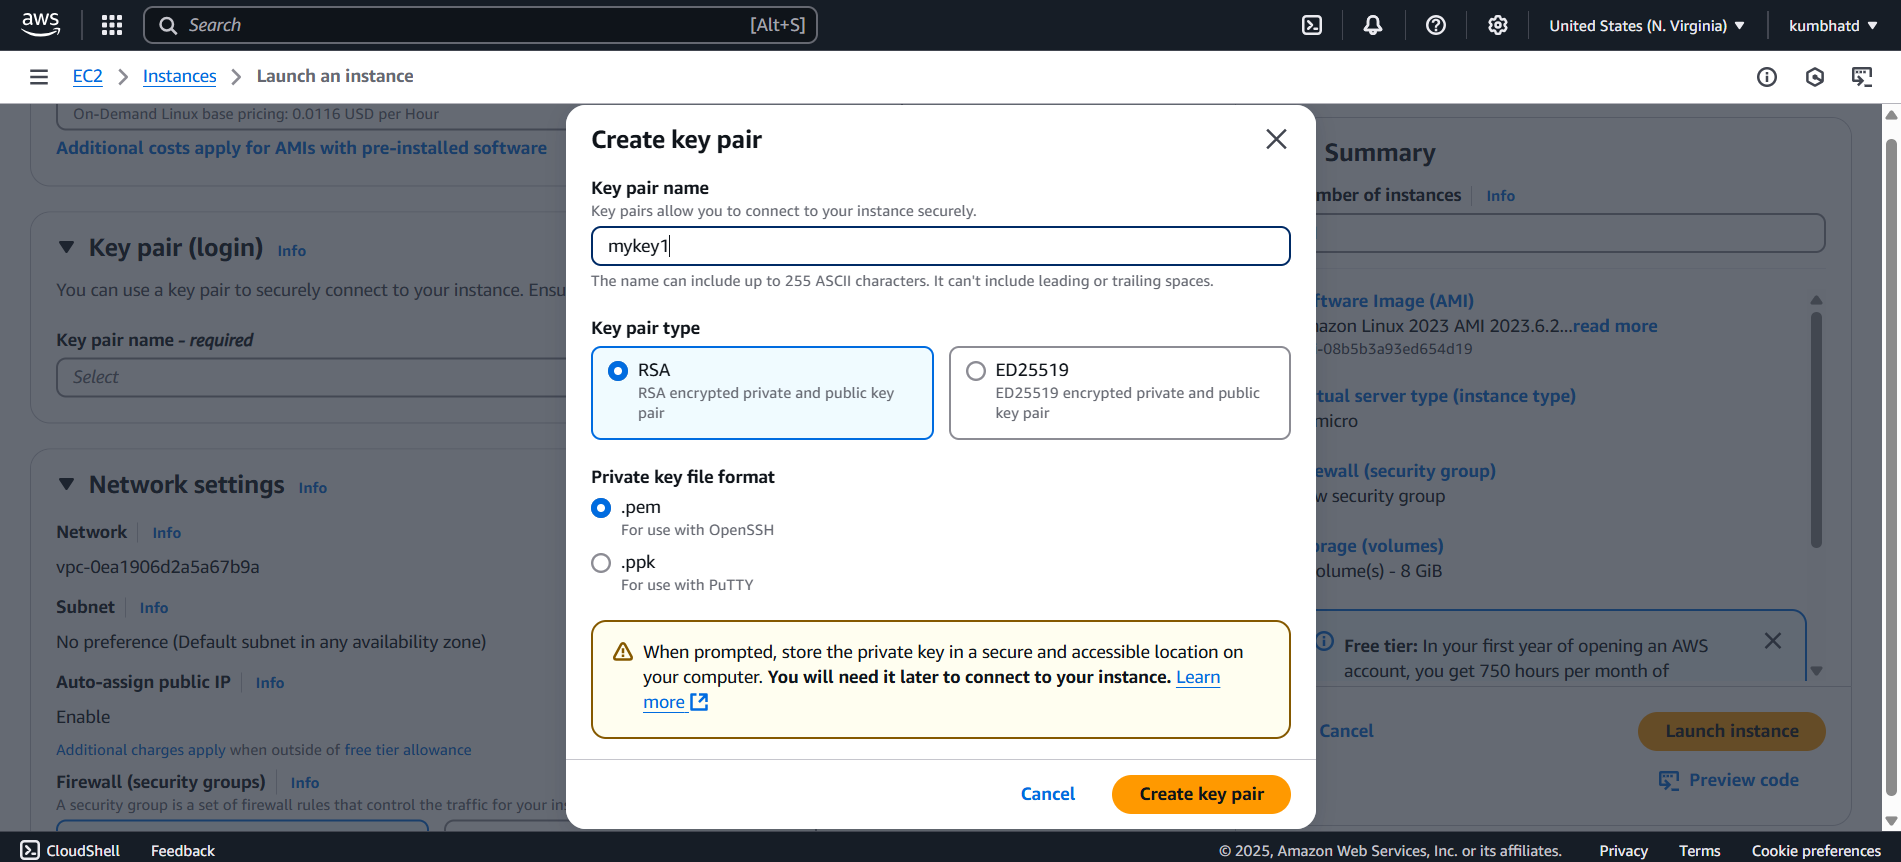 aws
Search
[Alt+S]
United States (N. Virginia)
kumbhatd
EC2
Instances
Launch an instance
On-Demand Linux base pricing: 0.0116 USD per Hour
Additional costs apply for AMIs with pre-installed software
Key pair (login) Info
You can use a key pair to securely connect to your instance.
Key pair name - required
Select
Network settings Info
Network Info
vpc-0ea1906d2a5a67b9a
Subnet Info
No preference (Default subnet in any availability zone)
Auto-assign public IP Info
Enable
Additional charges apply when outside of free tier allowance
Firewall (security groups) Info
A security group is a set of firewall rules that control the traffic for your
Create key pair
Key pair name
Key pairs allow you to connect to your instance securely.
mykey1
The name can include up to 255 ASCII characters. It can't include leading or trailing spaces.
Key pair type
RSA
RSA encrypted private and public key
pair
ED25519
ED25519 encrypted private and public
key pair
Private key file format
.pem
For use with OpenSSH
.ppk
For use with PuTTY
When prompted, store the private key in a secure and accessible location on
your computer. You will need it later to connect to your instance. Learn
more
Cancel
Create key pair
Summary
of instances Info
Image (AMI)
Linux 2023 AMI 2023.6.2...read more
-08b5b3a93ed654d19
server type (instance type)
micro
(security group)
security group
(volumes)
- 8 GiB
Free tier: In your first year of opening an AWS
account, you get 750 hours per month of
Cancel
Launch instance
Preview code
CloudShell
Feedback
© 2025, Amazon Web Services, Inc. or its affiliates.
Privacy
Terms
Cookie preferences